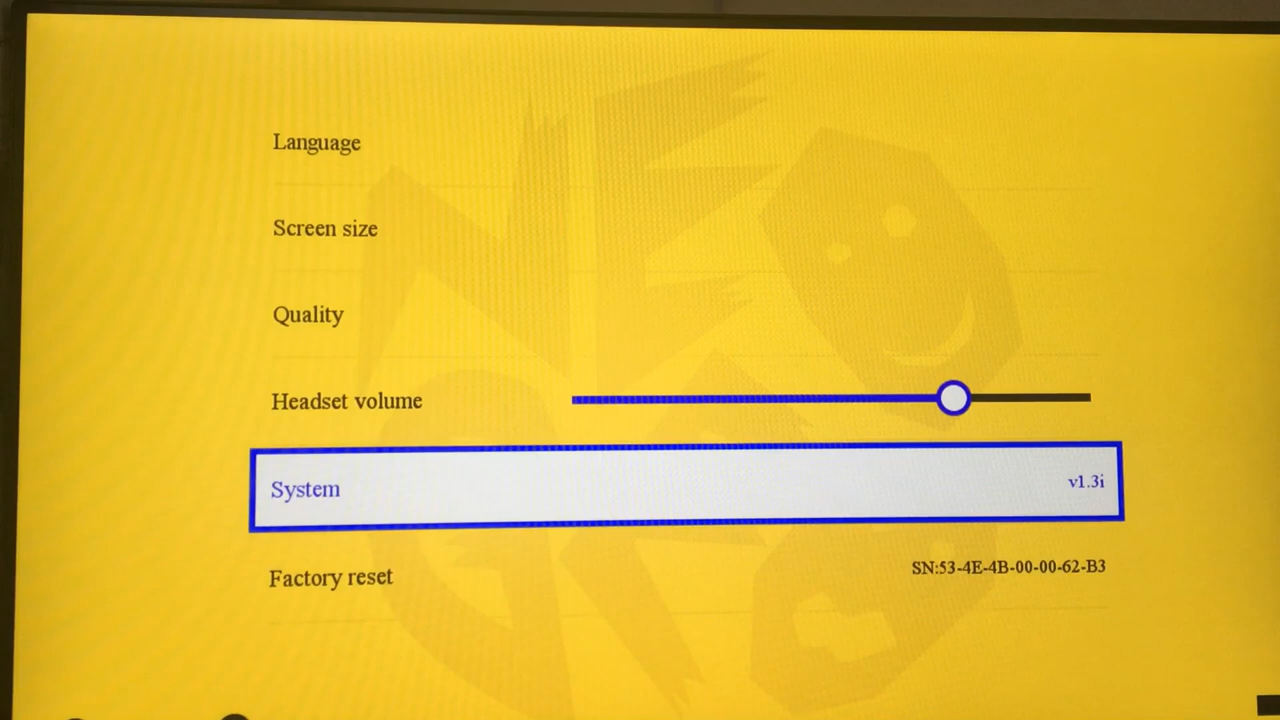 Language
Screen size
Quality
Headset volume
System v1.3i
Factory reset SN:53-4E-4B-00-00-62-B3